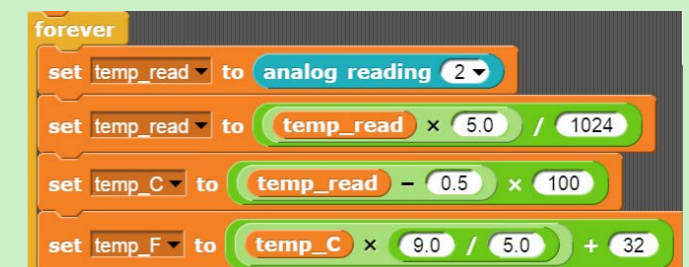 forever
set temp_read to analog reading 2
set temp_read to temp_read × 5.0 / 1024
set temp_C to temp_read - 0.5 × 100
set temp_F to temp_C × 9.0 / 5.0 + 32